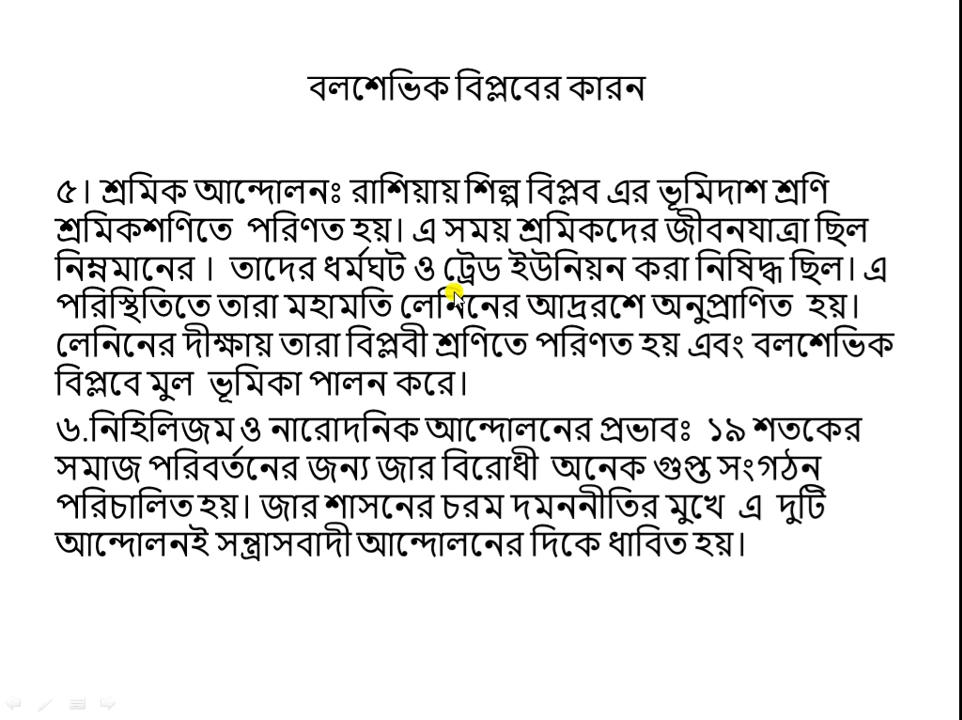 বলশেভিক বিপ্লবের কারন
৫। শ্রমিক আন্দোলনঃ রাশিয়ায় শিল্প বিপ্লব এর ভূমিদাশ শ্রণি
শ্রমিকশণিতে পরিণত হয়। এ সময় শ্রমিকদের জীবনযাত্রা ছিল
নিম্নমানের । তাদের ধর্মঘট ও ট্রেড ইউনিয়ন করা নিষিদ্ধ ছিল। এ
পরিস্থিতিতে তারা মহামতি লেনিনের আদ্ররশে অনুপ্রাণিত হয়।
লেনিনের দীক্ষায় তারা বিপ্লবী শ্রণিতে পরিণত হয় এবং বলশেভিক
বিপ্লবে মুল ভূমিকা পালন করে।
৬.নিহিলিজম ও নারোদনিক আন্দোলনের প্রভাবঃ ১৯ শতকের
সমাজ পরিবর্তনের জন্য জার বিরোধী অনেক গুপ্ত সংগঠন
পরিচালিত হয়। জার শাসনের চরম দমননীতির মুখে এ দুটি
আন্দোলনই সন্ত্রাসবাদী আন্দোলনের দিকে ধাবিত হয়।